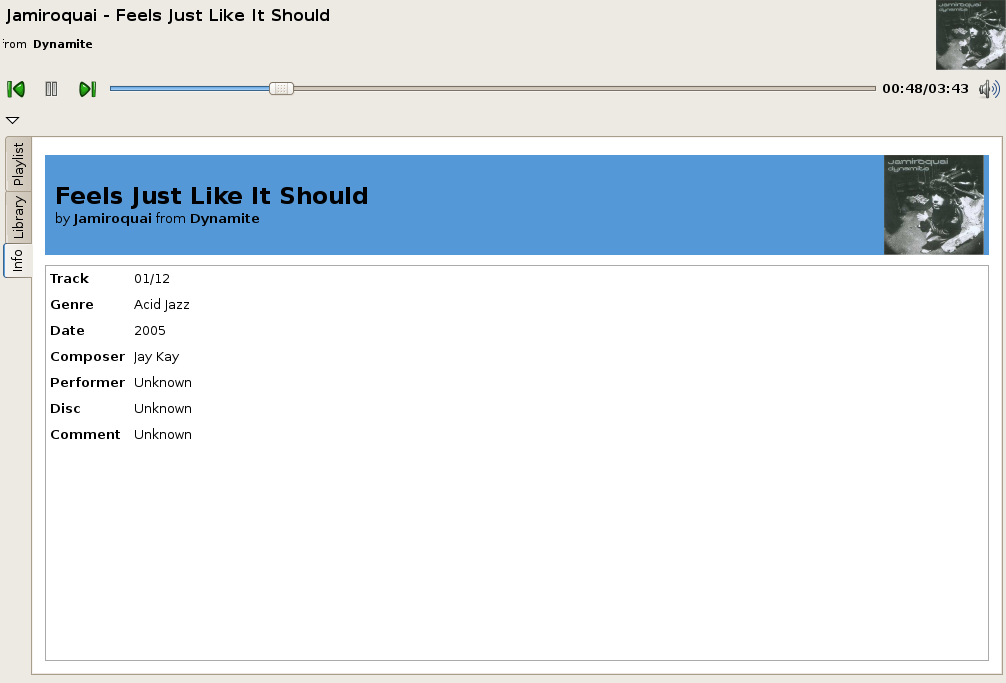 Jamiroquai - Feels Just Like It Should
from Dynamite
jamiroquai
dynamite
00:48/03:43
Playlist
Library
Info
Feels Just Like It Should
by Jamiroquai from Dynamite
jamiroquai
dynamite
Track 01/12
Genre Acid Jazz
Date 2005
Composer Jay Kay
Performer Unknown
Disc Unknown
Comment Unknown